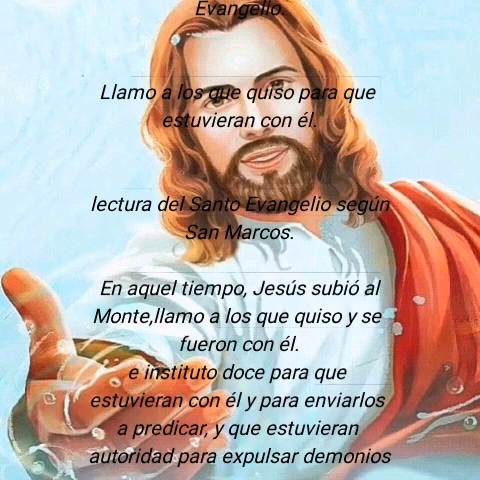 Evangelio.
Llamo a los que quiso para que
estuvieran con él.
lectura del Santo Evangelio según
San Marcos.
En aquel tiempo, Jesús subió al
Monte,llamo a los que quiso y se
fueron con él.
e instituto doce para que
estuvieran con él y para enviarlos
a predicar, y que estuvieran
autoridad para expulsar demonios